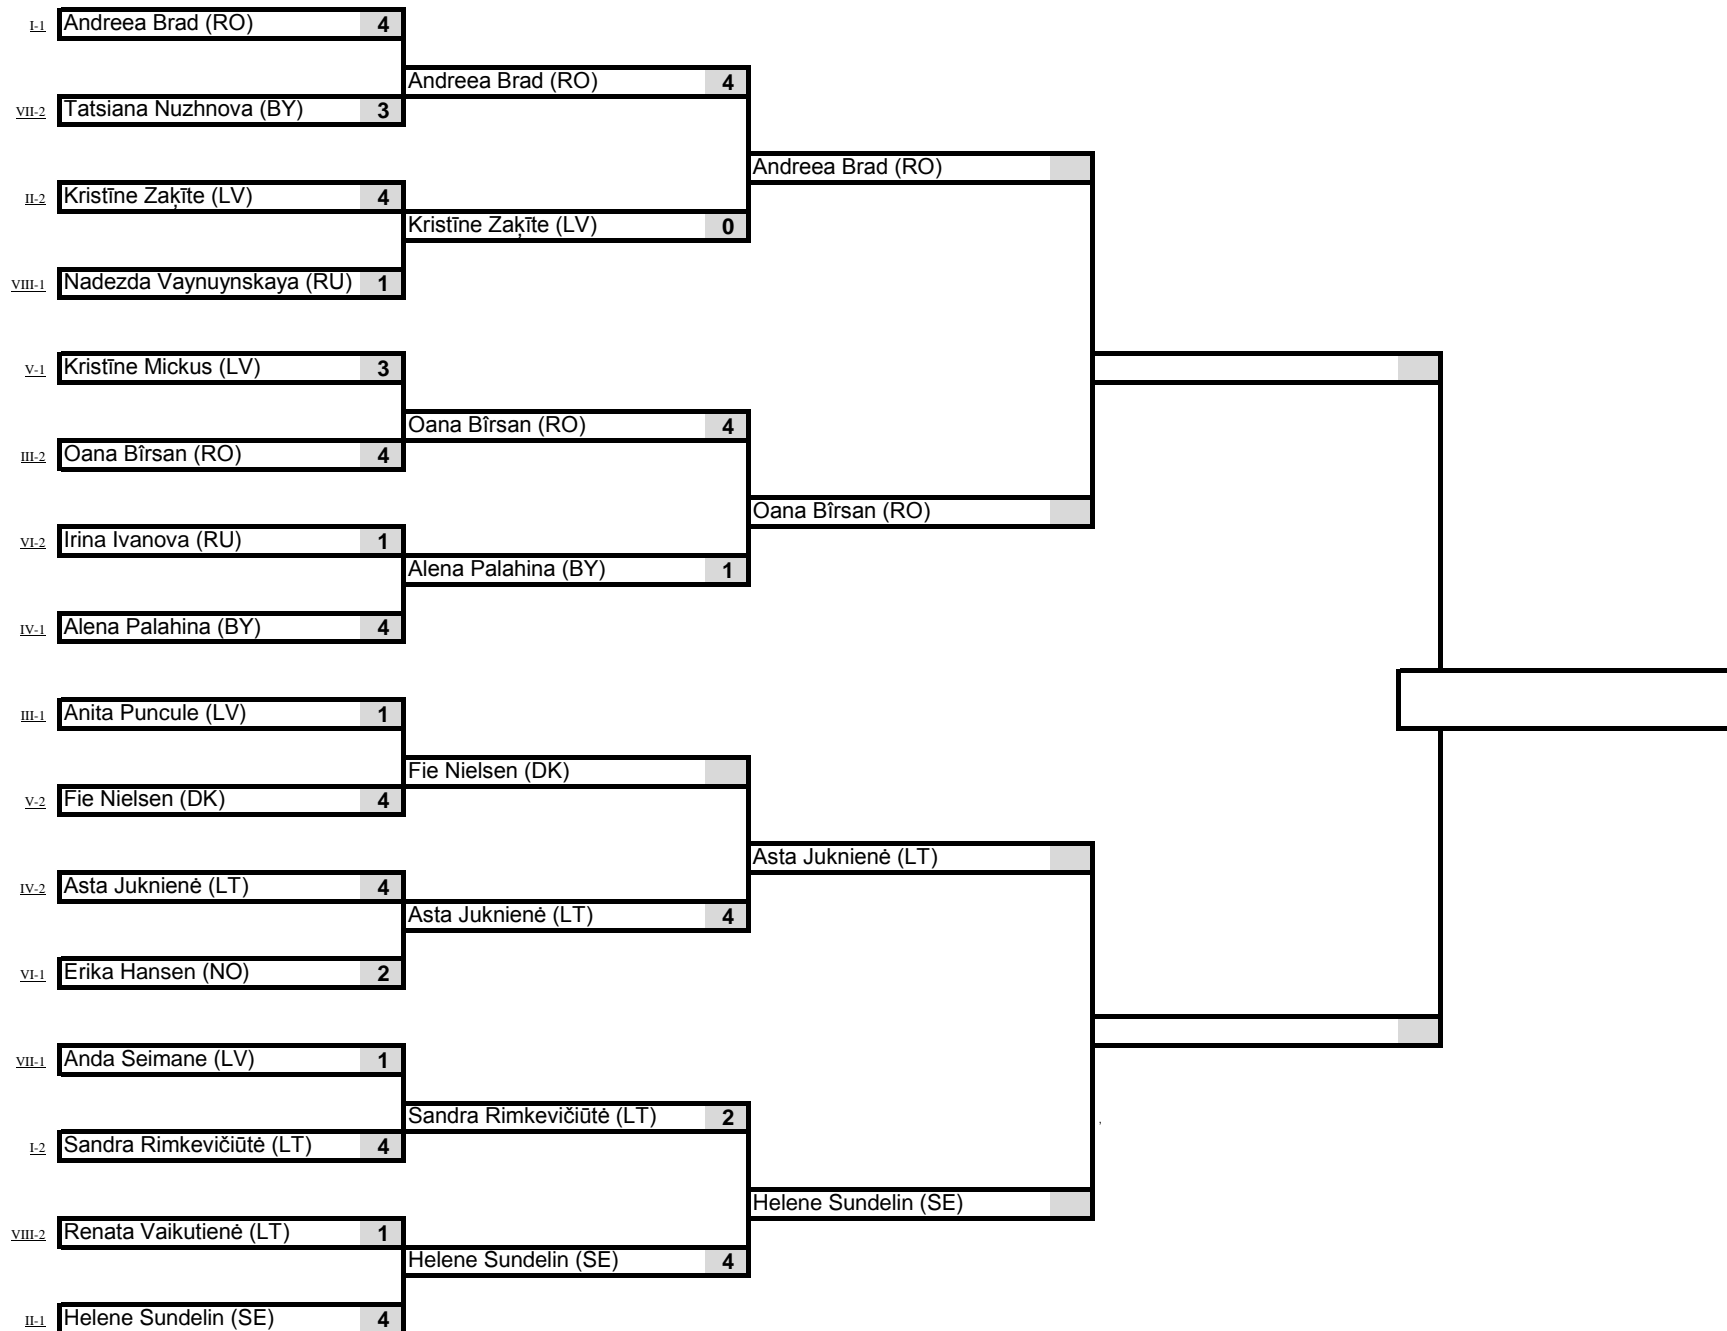 I-1 Andreea Brad (RO) 4
Andreea Brad (RO) 4
VII-2 Tatsiana Nuzhnova (BY) 3
Andreea Brad (RO)
II-2 Kristīne Zaķīte (LV) 4
Kristīne Zaķīte (LV) 0
VIII-1 Nadezda Vaynuynskaya (RU) 1
V-1 Kristīne Mickus (LV) 3
Oana Bîrsan (RO) 4
III-2 Oana Bîrsan (RO) 4
Oana Bîrsan (RO)
VI-2 Irina Ivanova (RU) 1
Alena Palahina (BY) 1
IV-1 Alena Palahina (BY) 4
III-1 Anita Puncule (LV) 1
Fie Nielsen (DK)
V-2 Fie Nielsen (DK) 4
Asta Juknienė (LT)
IV-2 Asta Juknienė (LT) 4
Asta Juknienė (LT) 4
VI-1 Erika Hansen (NO) 2
VII-1 Anda Seimane (LV) 1
Sandra Rimkevičiūtė (LT) 2
,
I-2 Sandra Rimkevičiūtė (LT) 4
Helene Sundelin (SE)
VIII-2 Renata Vaikutienė (LT) 1
Helene Sundelin (SE) 4
II-1 Helene Sundelin (SE) 4